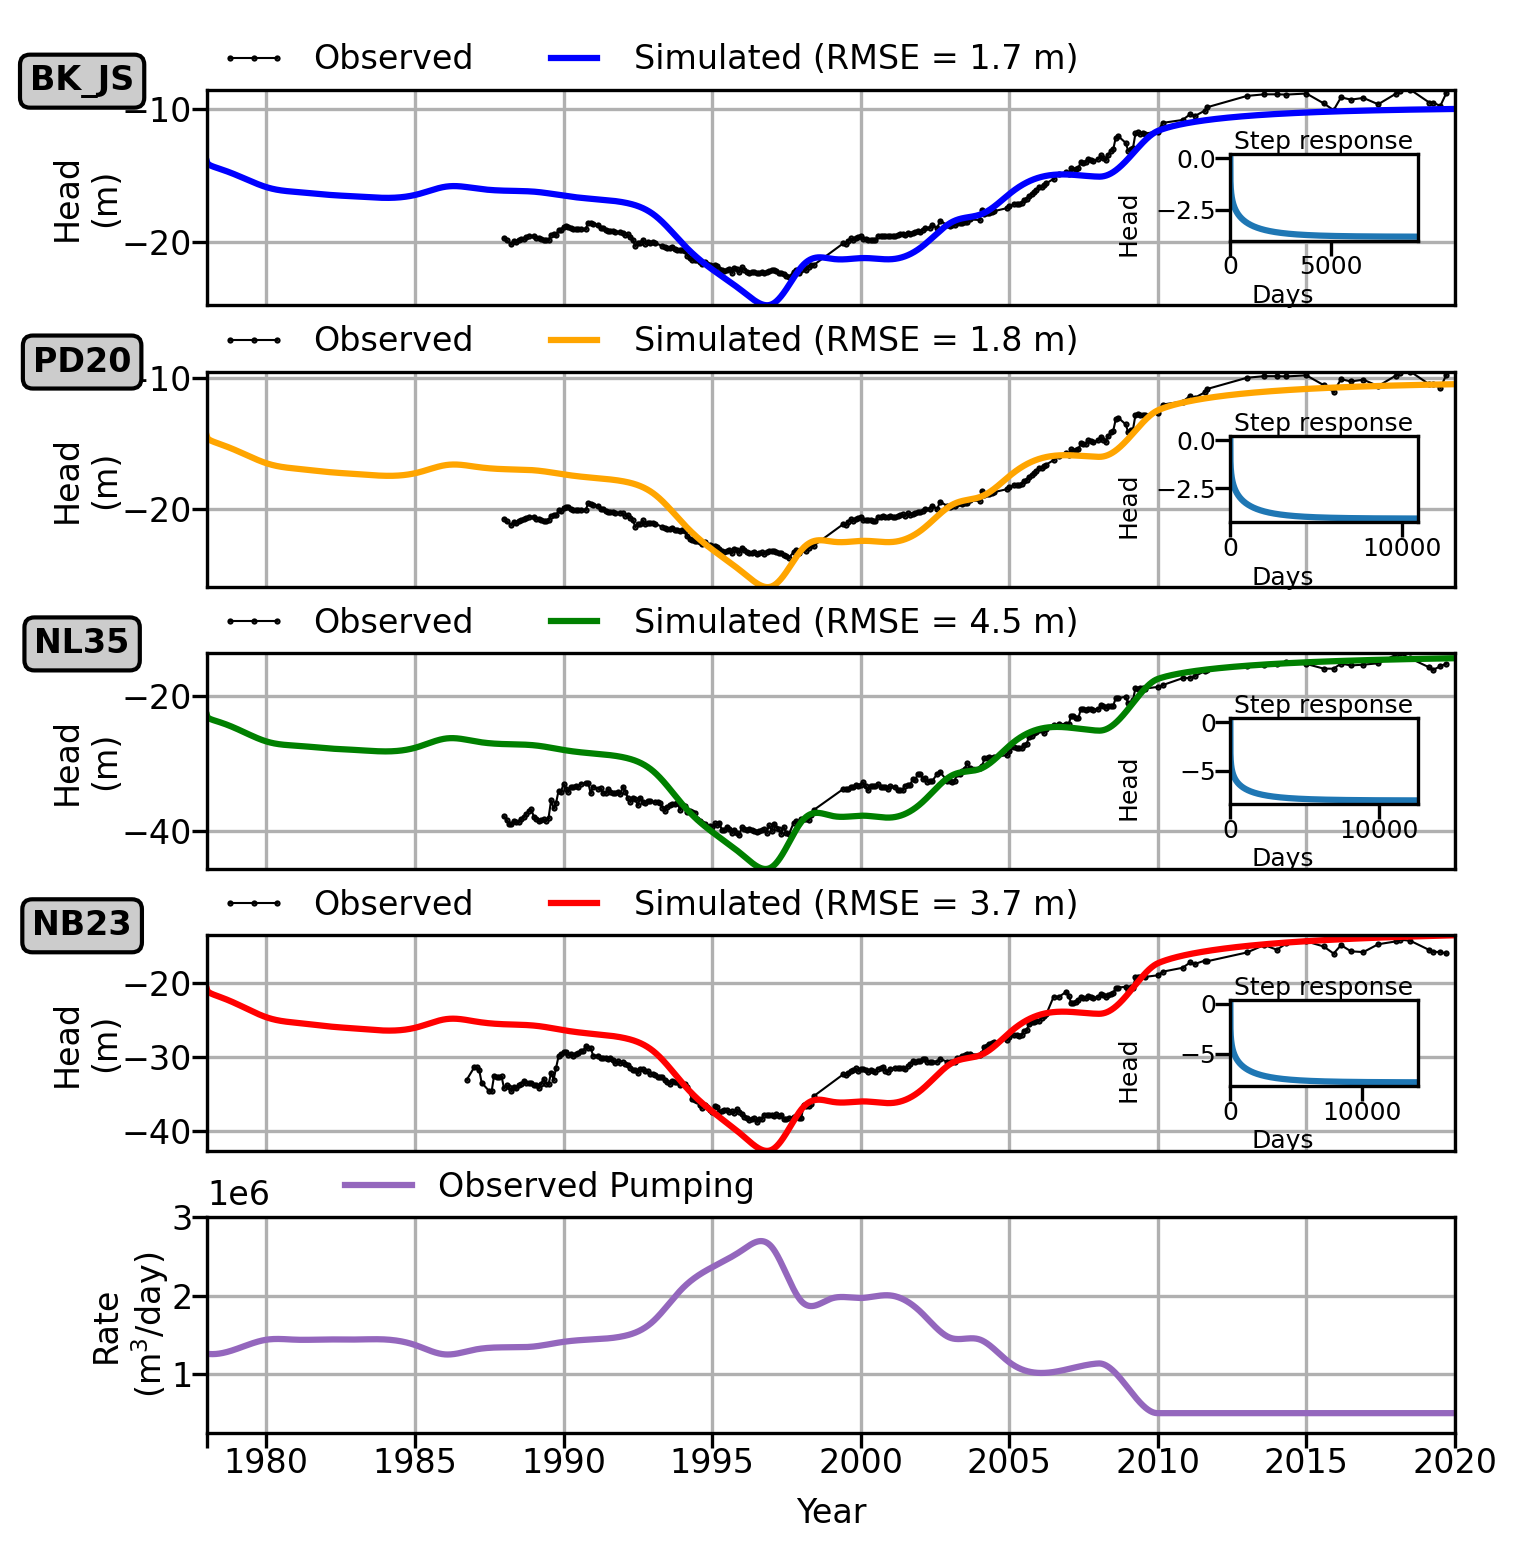 Observed Simulated (RMSE = 1.7 m)
BK_JS
−10
−20
Head
(m)
Step response
0.0
−2.5
Head
0 5000
Days
Observed Simulated (RMSE = 1.8 m)
PD20
−10
−20
Head
(m)
Step response
0.0
−2.5
Head
0 10000
Days
Observed Simulated (RMSE = 4.5 m)
NL35
−20
−40
Head
(m)
Step response
0
−5
Head
0 10000
Days
Observed Simulated (RMSE = 3.7 m)
NB23
−20
−30
−40
Head
(m)
Step response
0
−5
Head
0 10000
Days
Observed Pumping
1e6
3
2
1
Rate
(m³/day)
1980 1985 1990 1995 2000 2005 2010 2015 2020
Year